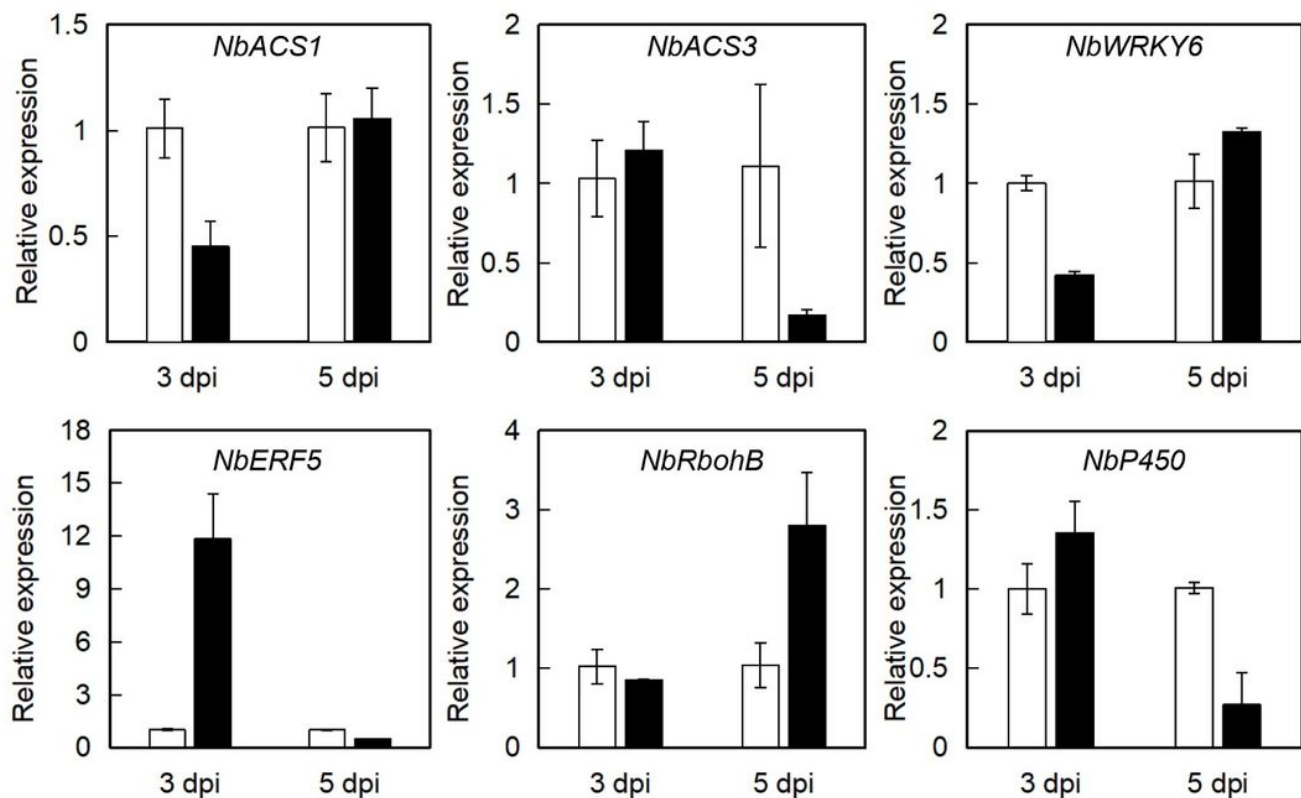 NbACS1
Relative expression
1.5
1
0.5
0
3 dpi
5 dpi
NbACS3
Relative expression
2
1.5
1
0.5
0
3 dpi
5 dpi
NbWRKY6
Relative expression
2
1.5
1
0.5
0
3 dpi
5 dpi
NbERF5
Relative expression
18
15
12
9
6
3
0
3 dpi
5 dpi
NbRbohB
Relative expression
4
3
2
1
0
3 dpi
5 dpi
NbP450
Relative expression
2
1.5
1
0.5
0
3 dpi
5 dpi